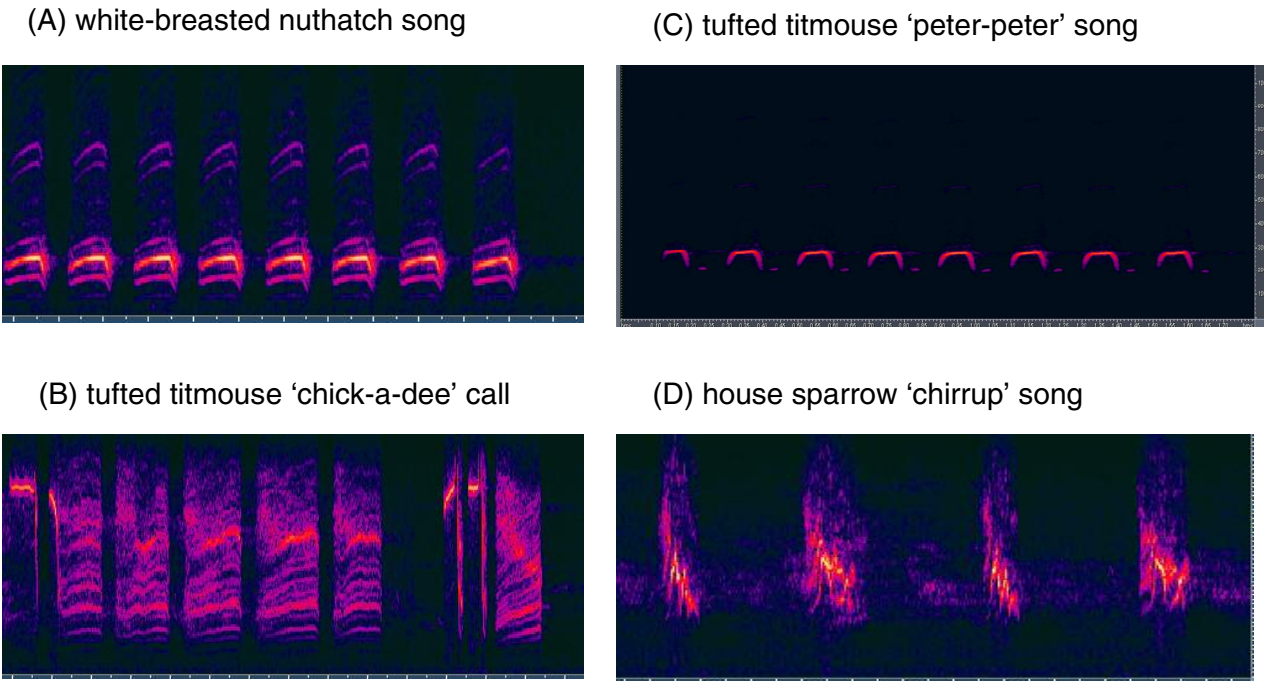 (A) white-breasted nuthatch song
(C) tufted titmouse ‘peter-peter’ song
(B) tufted titmouse ‘chick-a-dee’ call
(D) house sparrow ‘chirrup’ song